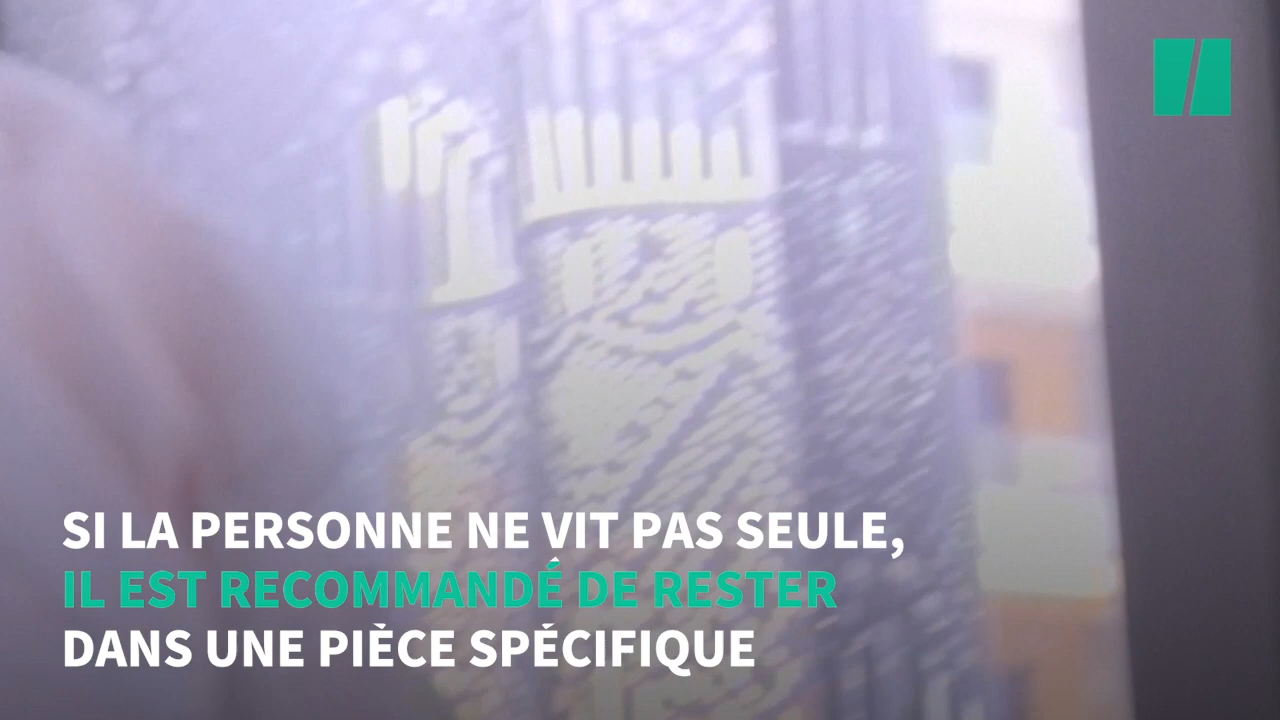 SI LA PERSONNE NE VIT PAS SEULE,
IL EST RECOMMANDÉ DE RESTER
DANS UNE PIÈCE SPÉCIFIQUE